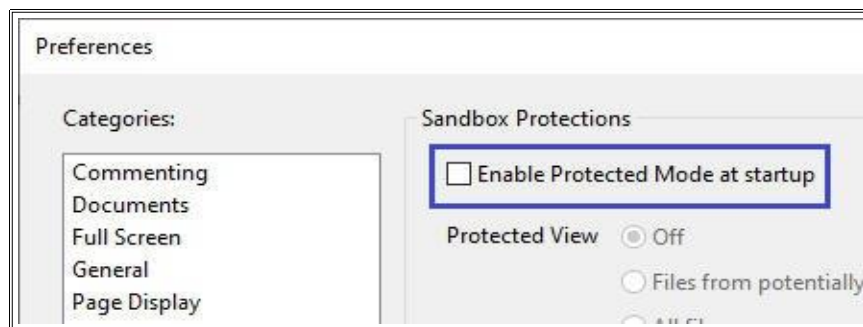 Preferences
Categories:
Commenting
Documents
Full Screen
General
Page Display
Sandbox Protections
Enable Protected Mode at startup
Protected View Off
Files from potentially